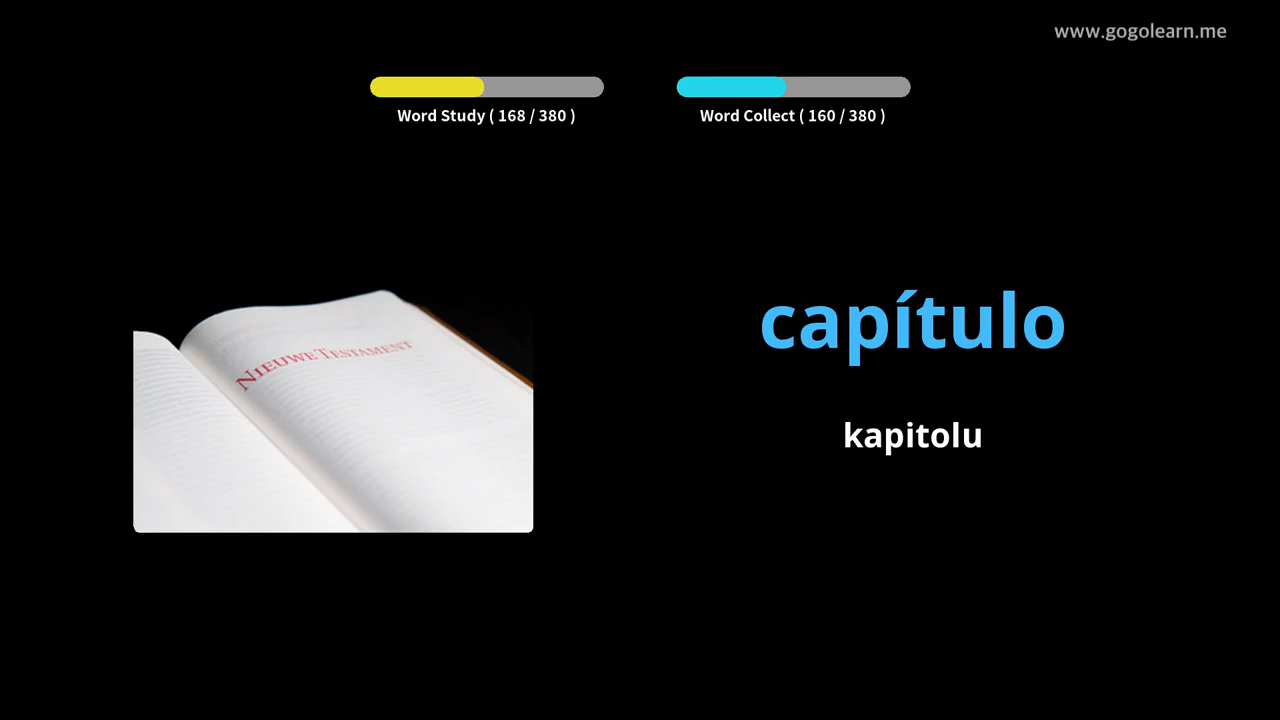 www.gogolearn.me
Word Study ( 168 / 380 )
Word Collect ( 160 / 380 )
NIEUWE TESTAMENT
capítulo
kapitolu